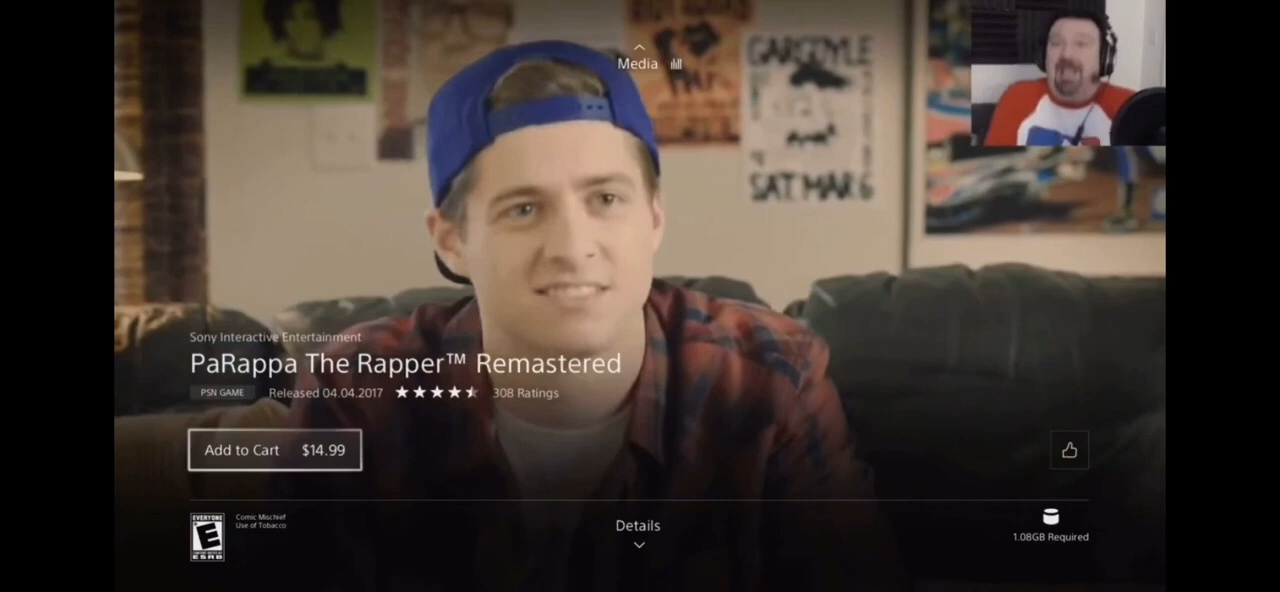 GARGOYLE
SAT. MAR 6
Media
Sony Interactive Entertainment
PaRappa The Rapper™ Remastered
PSN GAME
Released 04.04.2017
308 Ratings
Add to Cart $14.99
EVERYONE
E
ESRB
Comic Mischief
Use of Tobacco
Details
1.08GB Required